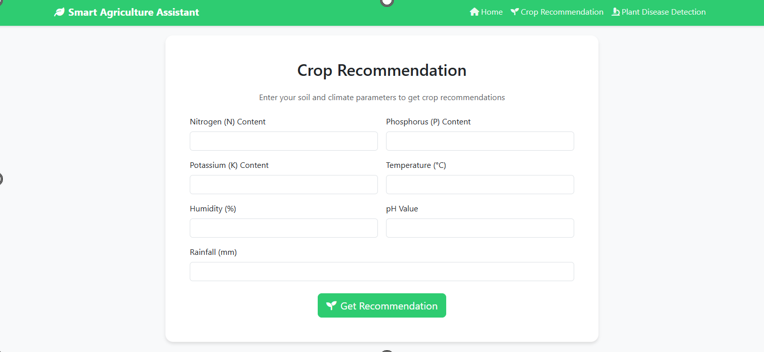 Smart Agriculture Assistant Home Crop Recommendation Plant Disease Detection
Crop Recommendation
Enter your soil and climate parameters to get crop recommendations
Nitrogen (N) Content Phosphorus (P) Content
Potassium (K) Content Temperature (°C)
Humidity (%) pH Value
Rainfall (mm)
Get Recommendation